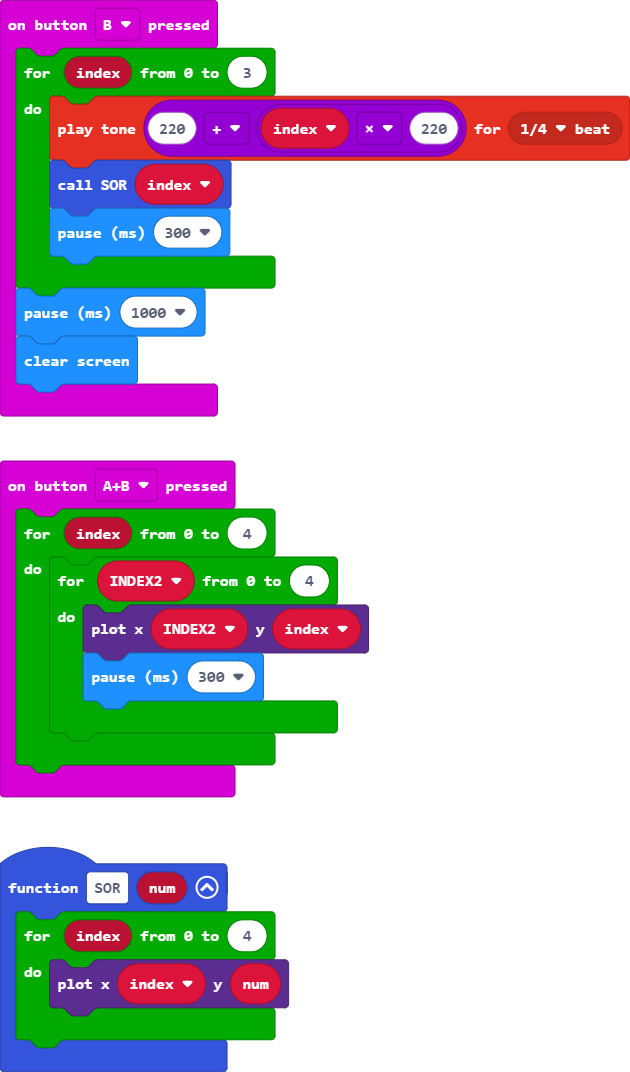 on button B pressed
for index from 0 to 3
do
play tone 220 + index × 220 for 1/4 beat
call SOR index
pause (ms) 300
pause (ms) 1000
clear screen
on button A+B pressed
for index from 0 to 4
do
for INDEX2 from 0 to 4
do
plot x INDEX2 y index
pause (ms) 300
function SOR num
for index from 0 to 4
do
plot x index y num